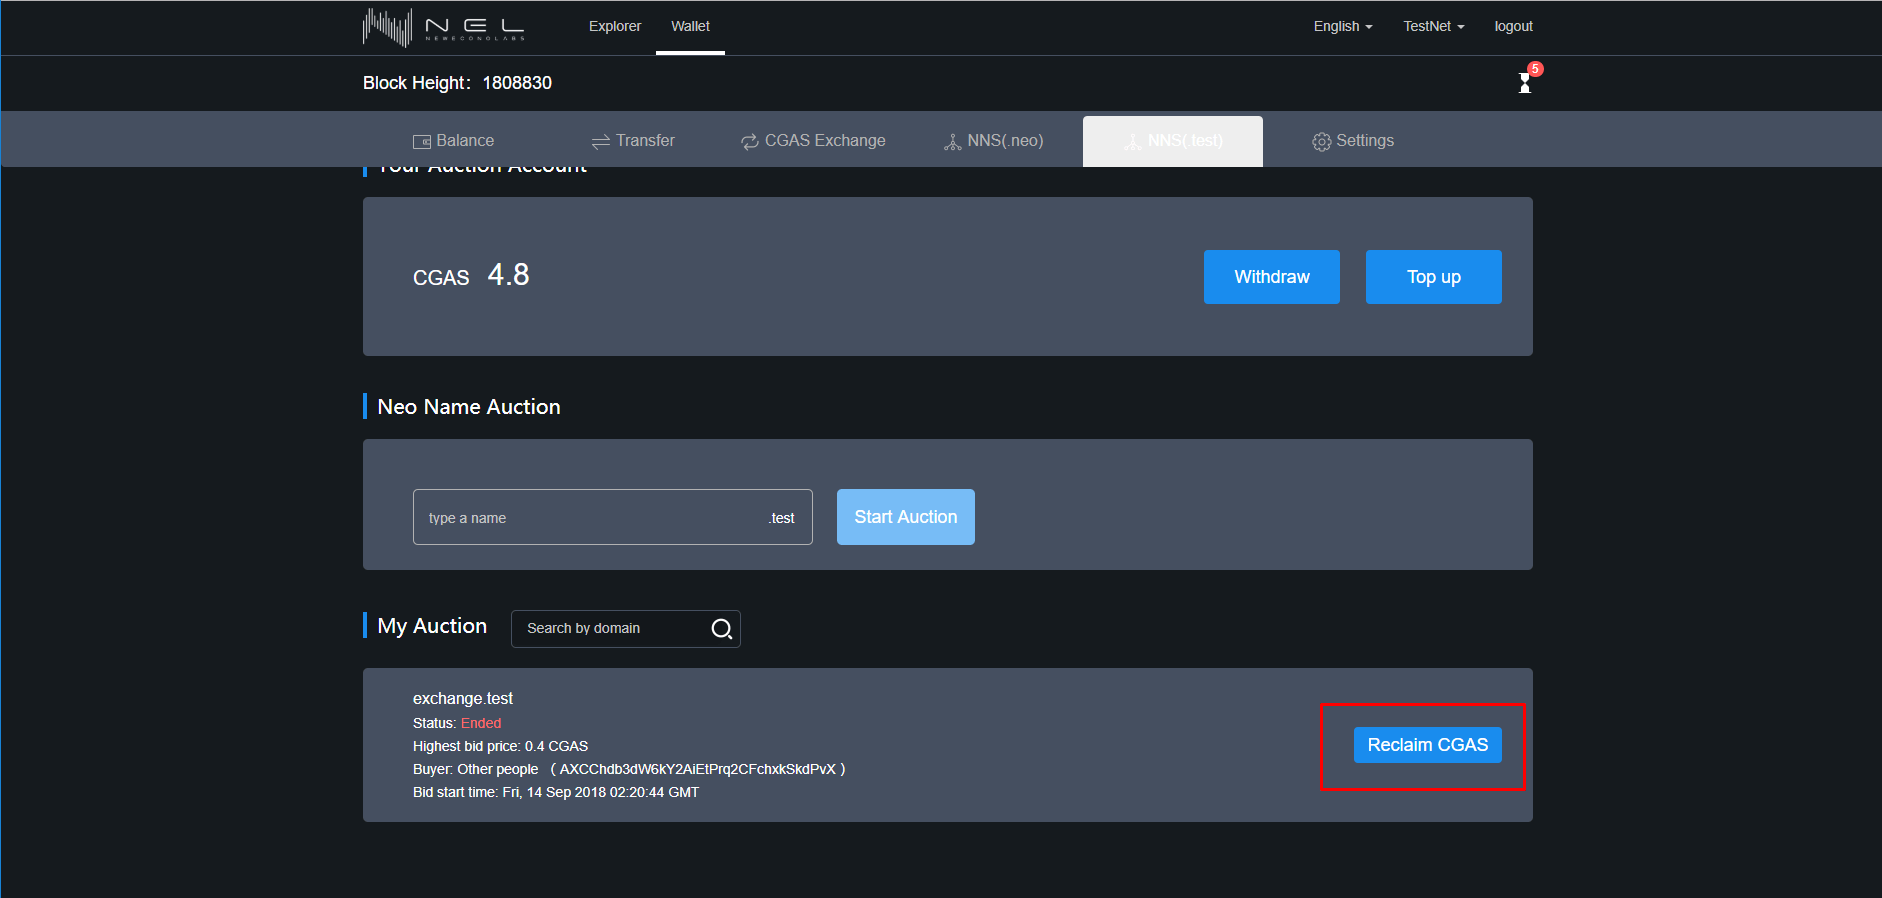 NEL
NEWECONOLABS
Explorer
Wallet
English
TestNet
logout
Block Height: 1808830
5
Balance
Transfer
CGAS Exchange
NNS(.neo)
NNS(.test)
Settings
Your Auction Account
CGAS 4.8
Withdraw
Top up
Neo Name Auction
type a name
.test
Start Auction
My Auction
Search by domain
exchange.test
Status: Ended
Highest bid price: 0.4 CGAS
Buyer: Other people ( AXCChdb3dW6kY2AiEtPrq2CFchxkSkdPvX )
Bid start time: Fri, 14 Sep 2018 02:20:44 GMT
Reclaim CGAS